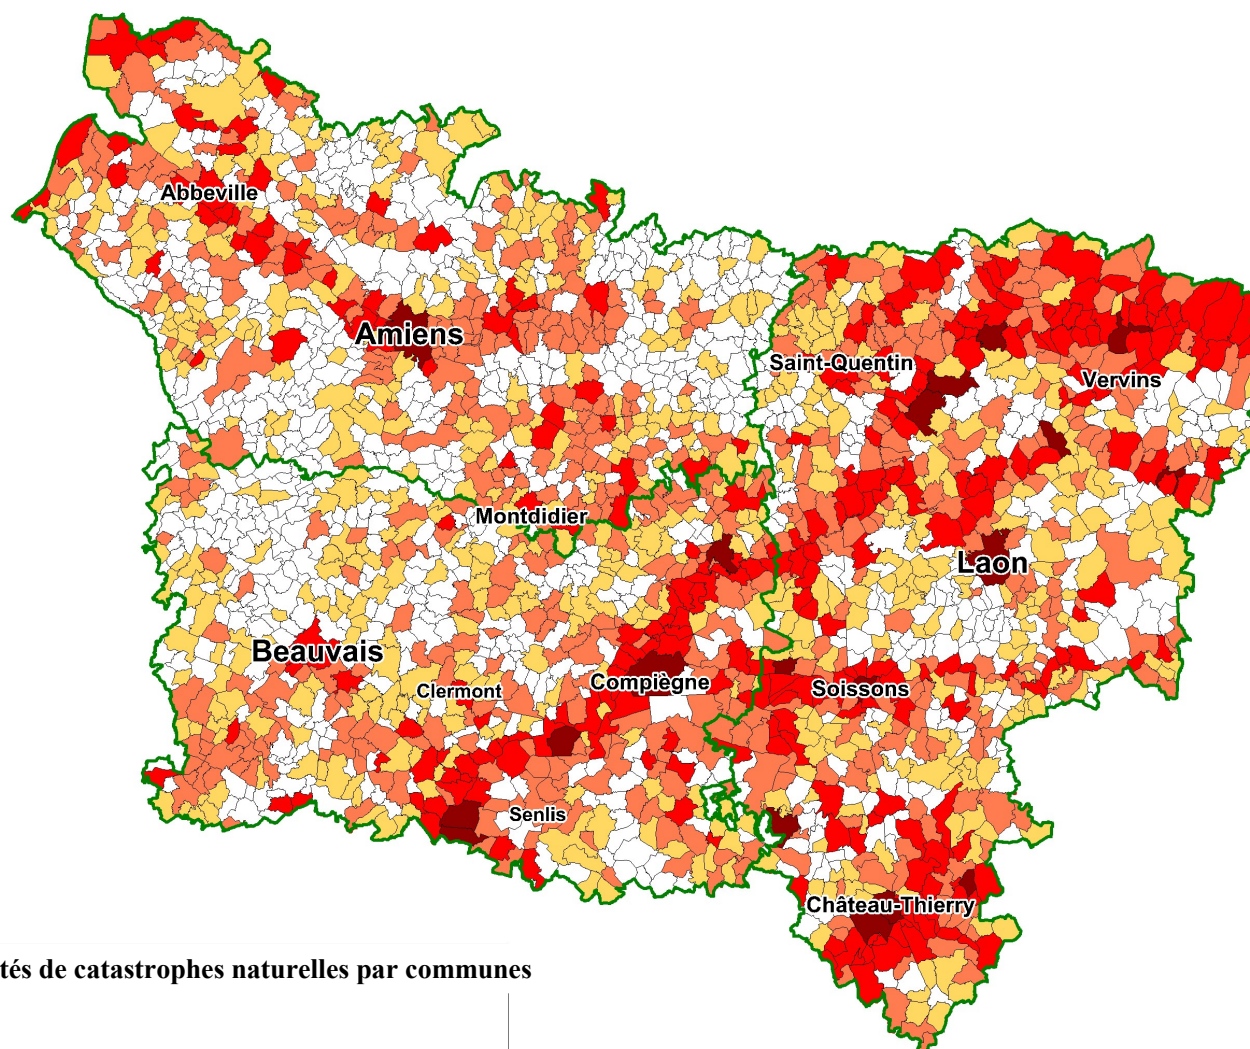 Abbeville
Amiens
Saint-Quentin
Vervins
Montdidier
Laon
Beauvais
Clermont
Compiègne
Soissons
Senlis
Château-Thierry
tés de catastrophes naturelles par communes